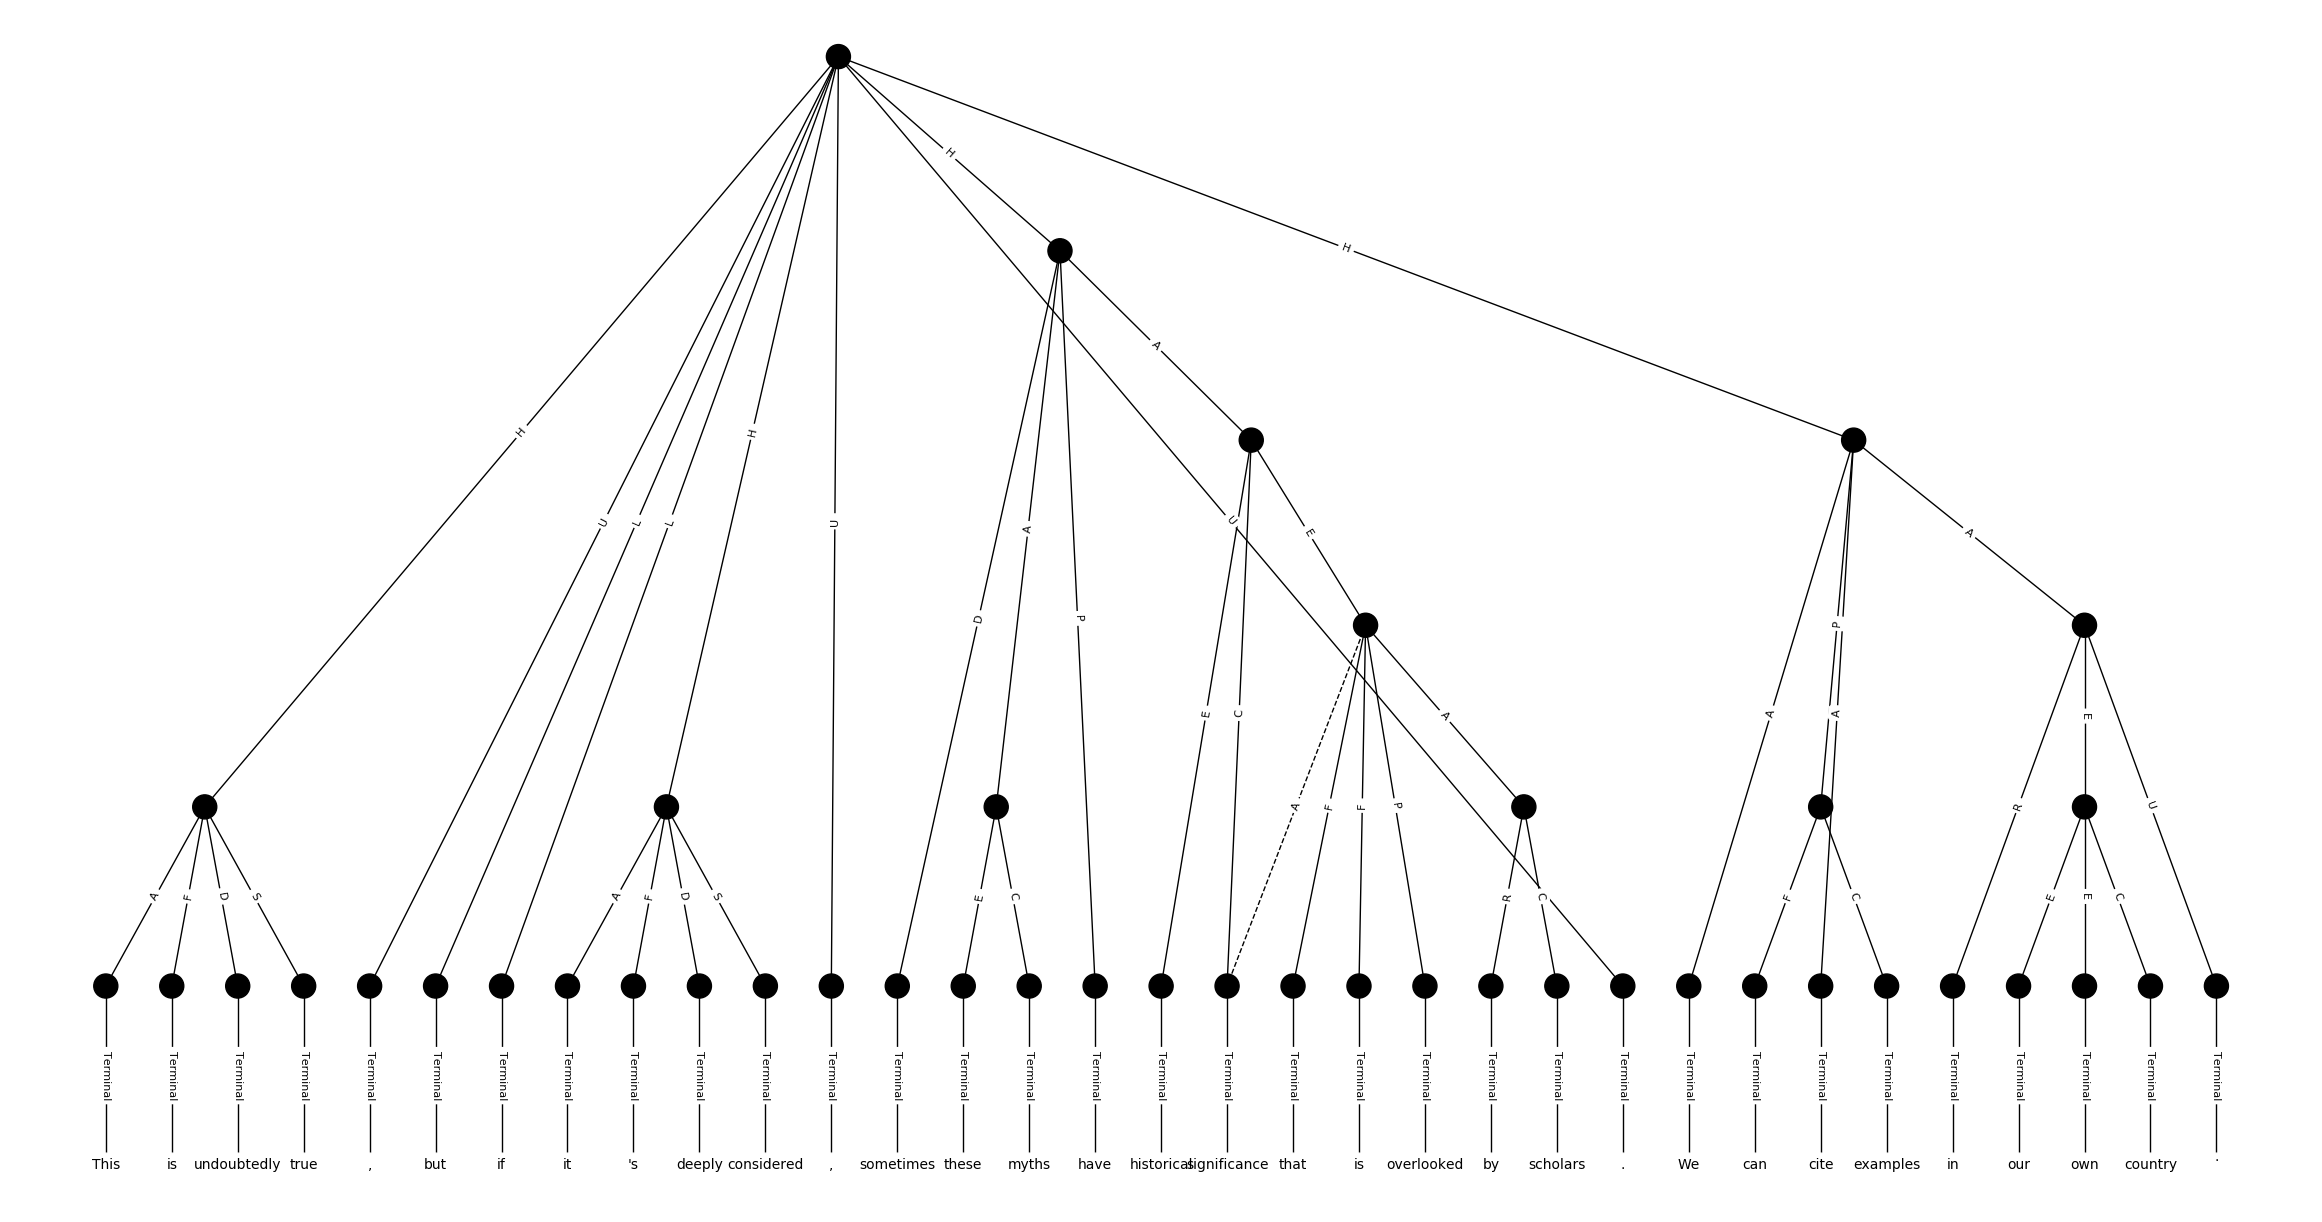 H
H
A
H
U
L
L
H
U
U
A
E
A
D
P
P
E
C
A
A
A
E
A
F
F
P
R
U
A
F
D
S
A
F
D
S
E
C
R
C
F
C
E
E
C
Terminal Terminal Terminal Terminal Terminal Terminal Terminal Terminal Terminal Terminal Terminal Terminal Terminal Terminal Terminal Terminal Terminal Terminal Terminal Terminal Terminal Terminal Terminal Terminal Terminal Terminal Terminal Terminal Terminal Terminal Terminal Terminal Terminal
This is undoubtedly true , but if it 's deeply considered , sometimes these myths have historical significance that is overlooked by scholars . We can cite examples in our own country .